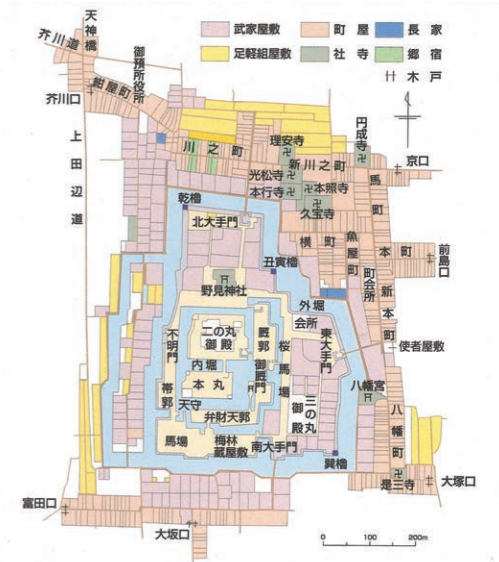 武家屋敷
町屋
長家
足軽組屋敷
社寺
郷宿
木戸
天神橋
芥川道
御預所役所
紺屋町
芥川口
上田辺道
川之町
理安寺
円成寺
光松寺
新川之町
本行寺
本照寺
久宝寺
馬町
京口
乾櫓
北大手門
横町
魚屋町
本町
前島口
丑寅櫓
町会所
新本町
野見神社
外堀
会所
東大手門
使者屋敷
不明門
二の丸
御殿
厩郭
御厩門
桜馬場
内堀
本丸
八幡宮
帯郭
天守
弁財天郭
三の丸
御殿
八幡町
馬場
梅林
蔵屋敷
南大手門
巽櫓
是三寺
大塚口
富田口
大坂口
0 100 200m